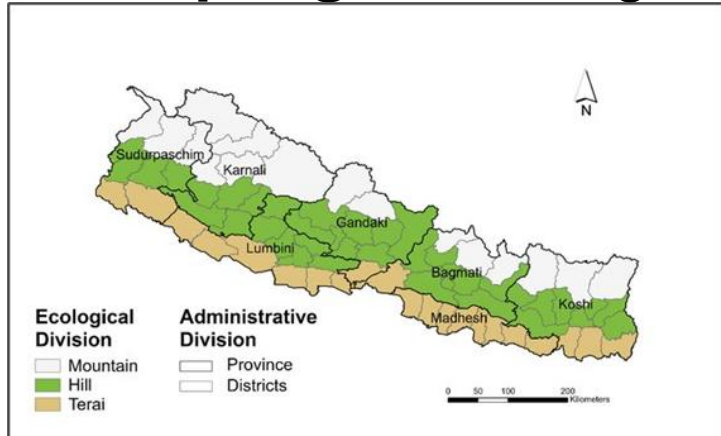 N
Sudurpaschim
Karnali
Gandaki
Lumbini
Bagmati
Koshi
Madhesh
Ecological Division
Mountain
Hill
Terai
Administrative Division
Province
Districts
0 50 100 200
Kilometers